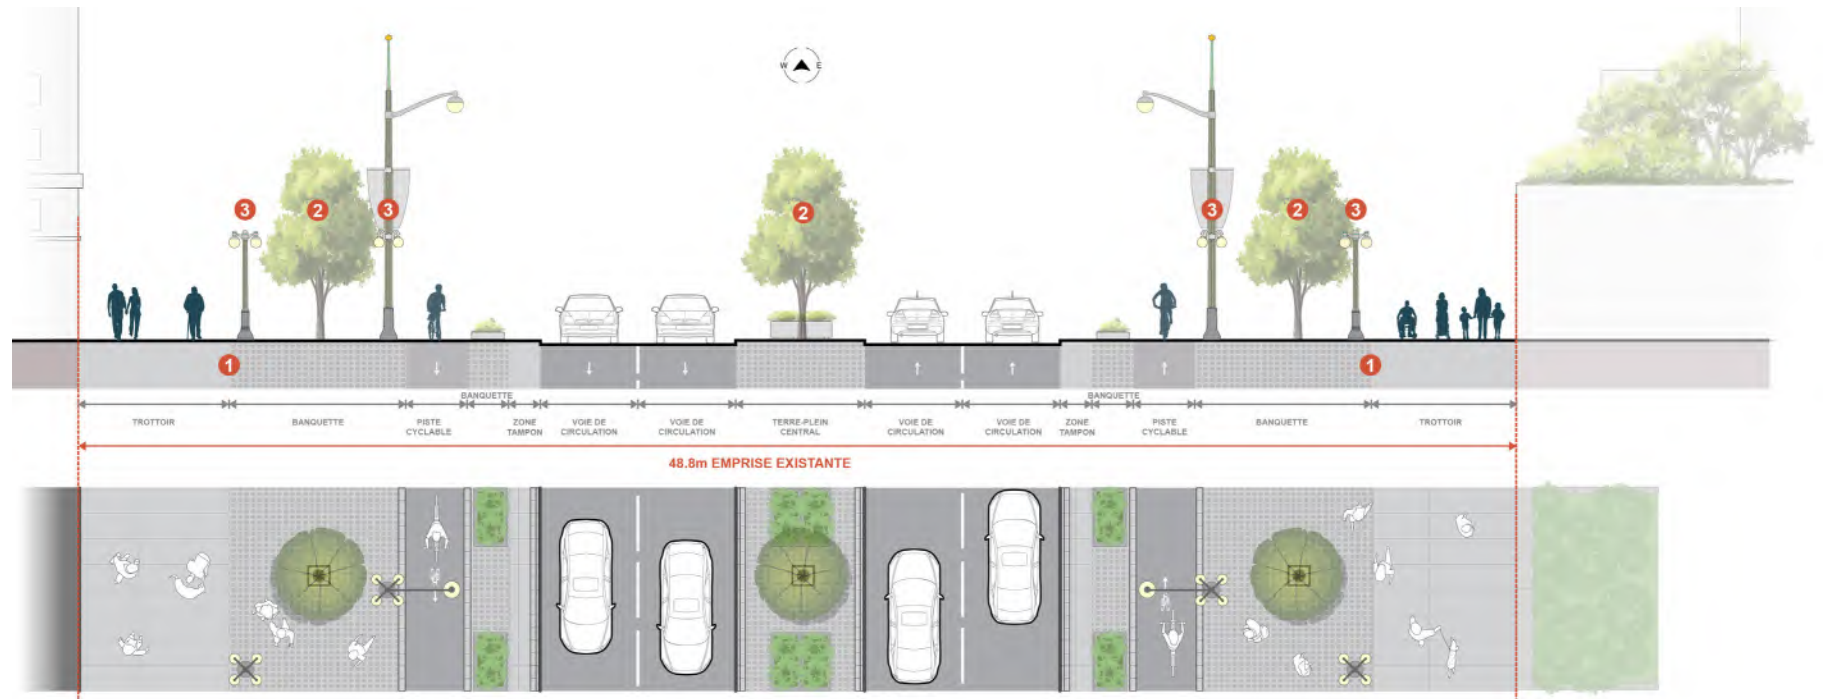 W E
3
2
3
2
3
2
3
1
1
BANQUETTE
BANQUETTE
TROTTOIR
BANQUETTE
PISTE
CYCLABLE
ZONE
TAMPON
VOIE DE
CIRCULATION
VOIE DE
CIRCULATION
TERRE-PLEIN
CENTRAL
VOIE DE
CIRCULATION
VOIE DE
CIRCULATION
ZONE
TAMPON
PISTE
CYCLABLE
BANQUETTE
TROTTOIR
48.8m EMPRISE EXISTANTE